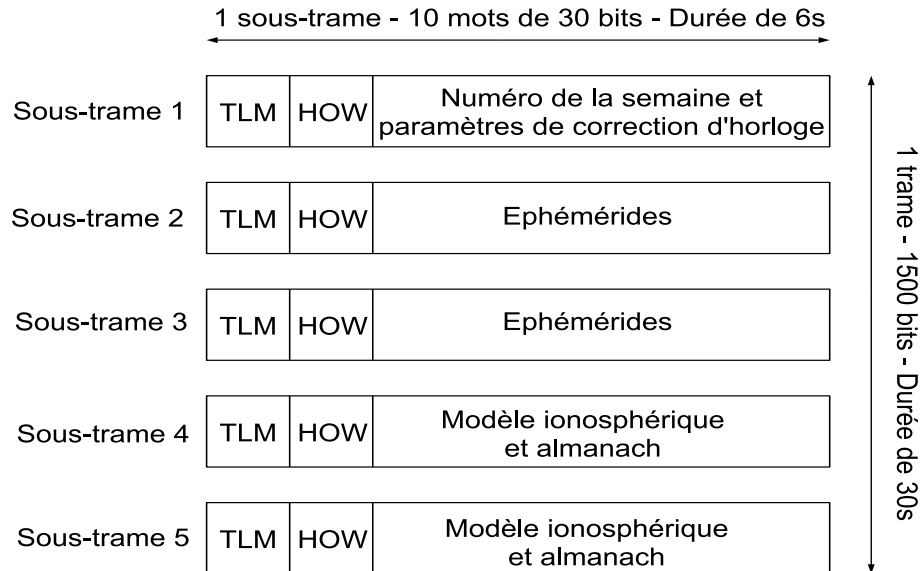 1 sous-trame - 10 mots de 30 bits - Durée de 6s
Sous-trame 1
TLM
HOW
Numéro de la semaine et
paramètres de correction d'horloge
Sous-trame 2
TLM
HOW
Ephémérides
Sous-trame 3
TLM
HOW
Ephémérides
Sous-trame 4
TLM
HOW
Modèle ionosphérique
et almanach
Sous-trame 5
TLM
HOW
Modèle ionosphérique
et almanach
1 trame - 1500 bits - Durée de 30s